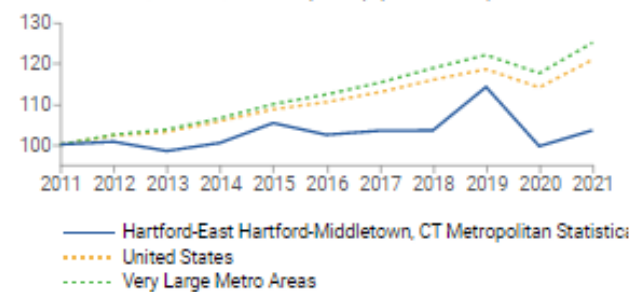 130
120
110
100
2011 2012 2013 2014 2015 2016 2017 2018 2019 2020 2021
Hartford-East Hartford-Middletown, CT Metropolitan Statistica
United States
Very Large Metro Areas